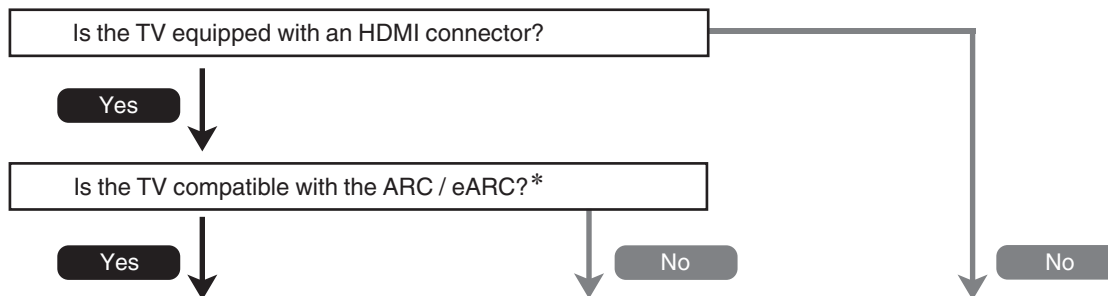 Is the TV equipped with an HDMI connector?
Yes
Is the TV compatible with the ARC / eARC?*
Yes
No
No